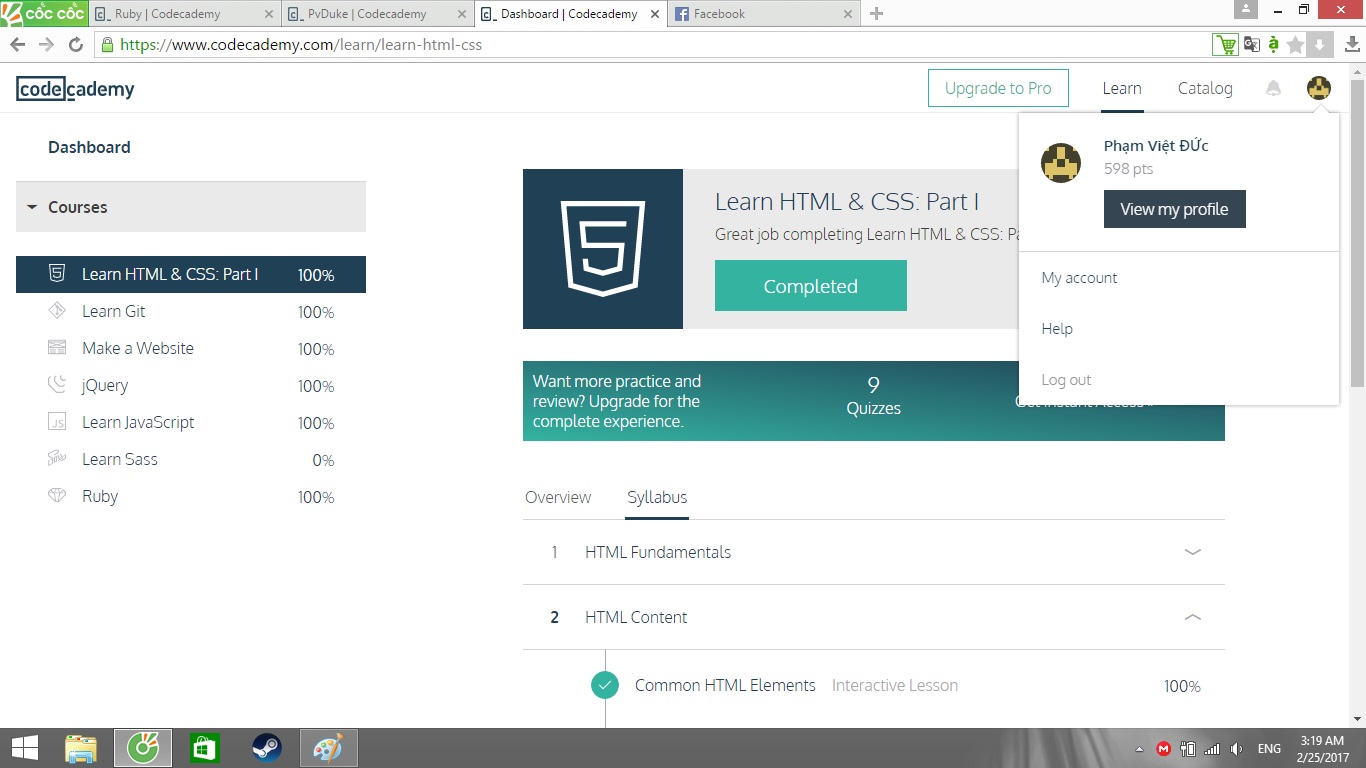 CỐC CỐC
Ruby | Codecademy
PvDuke | Codecademy
Dashboard | Codecademy
Facebook
https://www.codecademy.com/learn/learn-html-css
codecademy
Upgrade to Pro
Learn
Catalog
Dashboard
Courses
Learn HTML & CSS: Part I 100%
Learn Git 100%
Make a Website 100%
jQuery 100%
Learn JavaScript 100%
Learn Sass 0%
Ruby 100%
Learn HTML & CSS: Part I
Great job completing Learn HTML & CSS:
Completed
Phạm Việt ĐỨc
598 pts
View my profile
My account
Help
Log out
Want more practice and
review? Upgrade for the
complete experience.
9
Quizzes
Get Instant Access
Overview
Syllabus
1 HTML Fundamentals
2 HTML Content
Common HTML Elements Interactive Lesson 100%
ENG
3:19 AM
2/25/2017